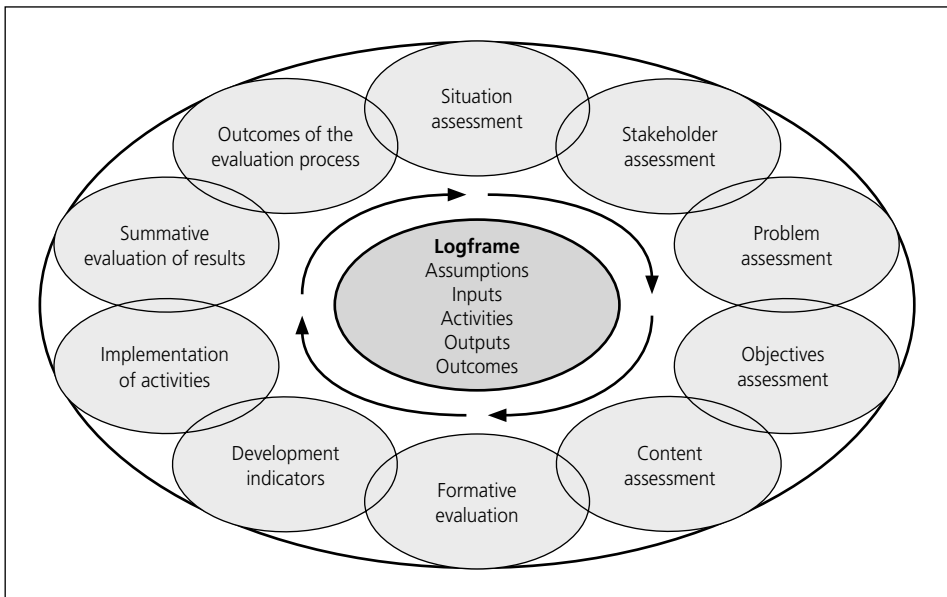 Situation
assessment
Stakeholder
assessment
Problem
assessment
Objectives
assessment
Content
assessment
Formative
evaluation
Development
indicators
Implementation
of activities
Summative
evaluation of results
Outcomes of the
evaluation process
Logframe
Assumptions
Inputs
Activities
Outputs
Outcomes